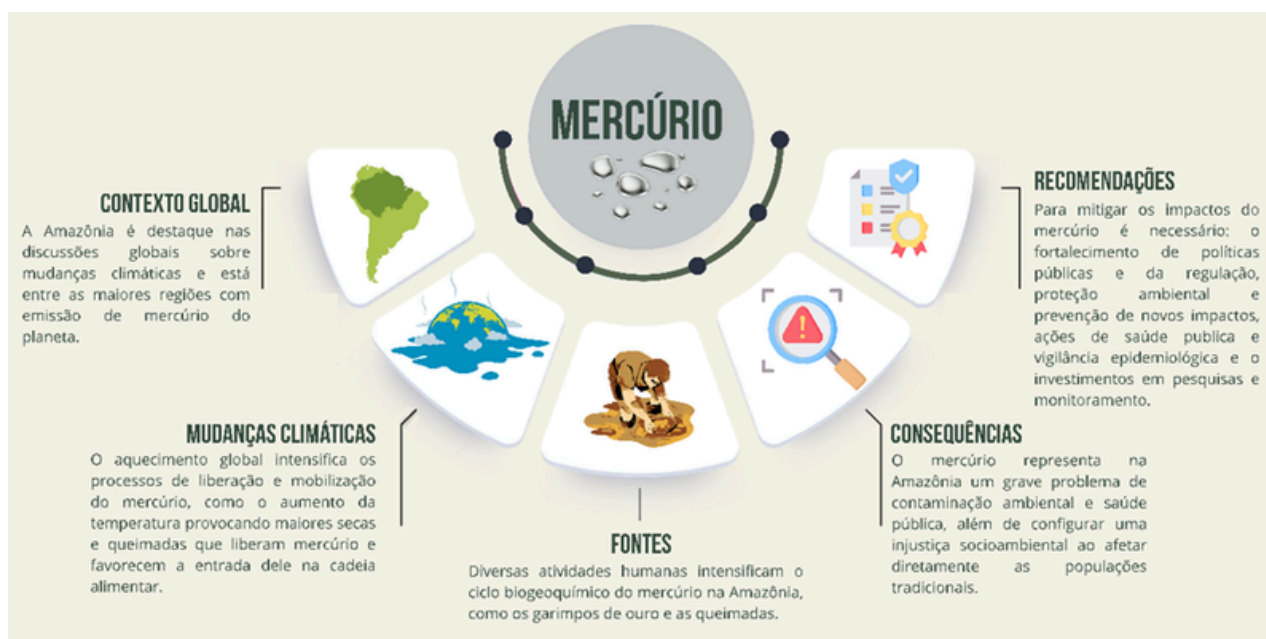 MERCÚRIO
CONTEXTO GLOBAL
A Amazônia é destaque nas
discussões globais sobre
mudanças climáticas e está
entre as maiores regiões com
emissão de mercúrio do
planeta.
MUDANÇAS CLIMÁTICAS
O aquecimento global intensifica os
processos de liberação e mobilização
do mercúrio, como o aumento da
temperatura provocando maiores secas
e queimadas que liberam mercúrio e
favorecem a entrada dele na cadeia
alimentar.
FONTES
Diversas atividades humanas intensificam o
ciclo biogeoquímico do mercúrio na Amazônia,
como os garimpos de ouro e as queimadas.
CONSEQUÊNCIAS
O mercúrio representa na
Amazônia um grave problema de
contaminação ambiental e saúde
pública, além de configurar uma
injustiça socioambiental ao afetar
diretamente as populações
tradicionais.
RECOMENDAÇÕES
Para mitigar os impactos do
mercúrio é necessário: o
fortalecimento de políticas
públicas e da regulação,
proteção ambiental e
prevenção de novos impactos,
ações de saúde publica e
vigilância epidemiológica e o
investimentos em pesquisas e
monitoramento.